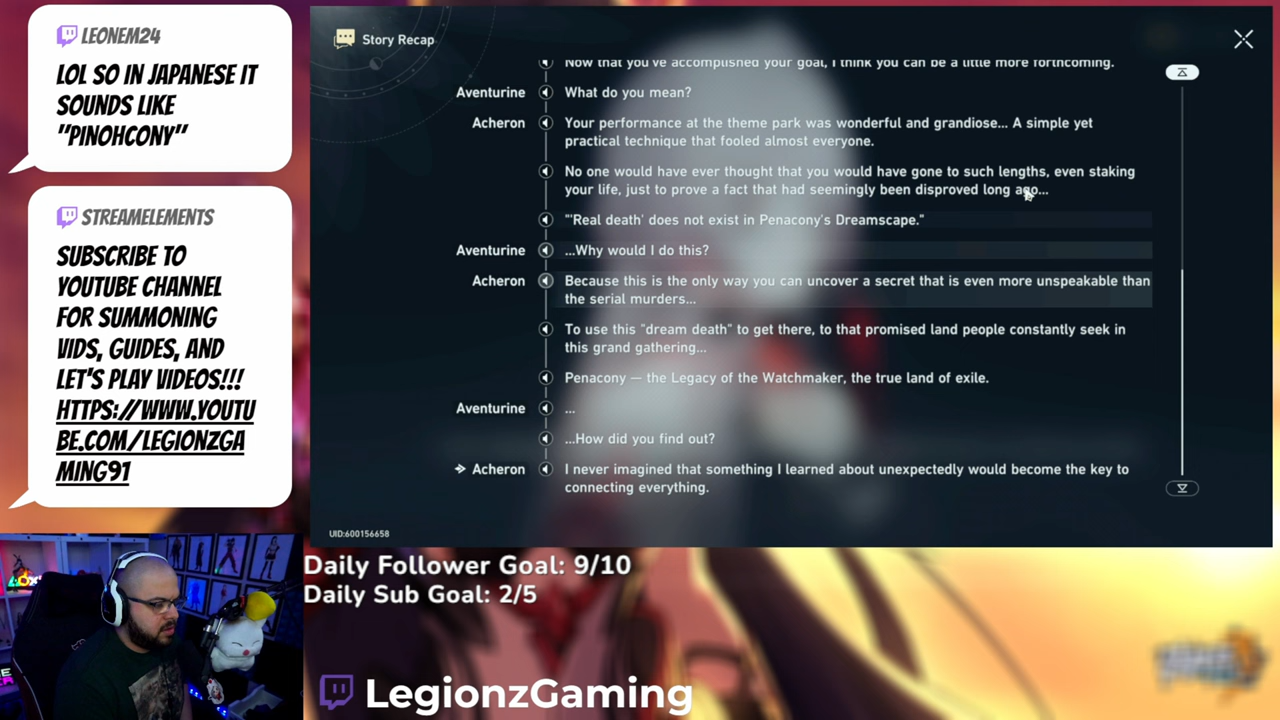 LEONEM24
LOL SO IN JAPANESE IT
SOUNDS LIKE
"PINOHCONY"
STREAMELEMENTS
SUBSCRIBE TO
YOUTUBE CHANNEL
FOR SUMMONING
VIDS, GUIDES, AND
LET'S PLAY VIDEOS!!!
HTTPS://WWW.YOUTU
BE.COM/LEGIONZGA
MING91
Story Recap
Now that you've accomplished your goal, I think you can be a little more forthcoming.
Aventurine What do you mean?
Acheron Your performance at the theme park was wonderful and grandiose... A simple yet
practical technique that fooled almost everyone.
No one would have ever thought that you would have gone to such lengths, even staking
your life, just to prove a fact that had seemingly been disproved long ago...
"'Real death' does not exist in Penacony's Dreamscape."
Aventurine ...Why would I do this?
Acheron Because this is the only way you can uncover a secret that is even more unspeakable than
the serial murders...
To use this "dream death" to get there, to that promised land people constantly seek in
this grand gathering...
Penacony — the Legacy of the Watchmaker, the true land of exile.
Aventurine ...
...How did you find out?
Acheron I never imagined that something I learned about unexpectedly would become the key to
connecting everything.
UID:600156658
Daily Follower Goal: 9/10
Daily Sub Goal: 2/5
LegionzGaming